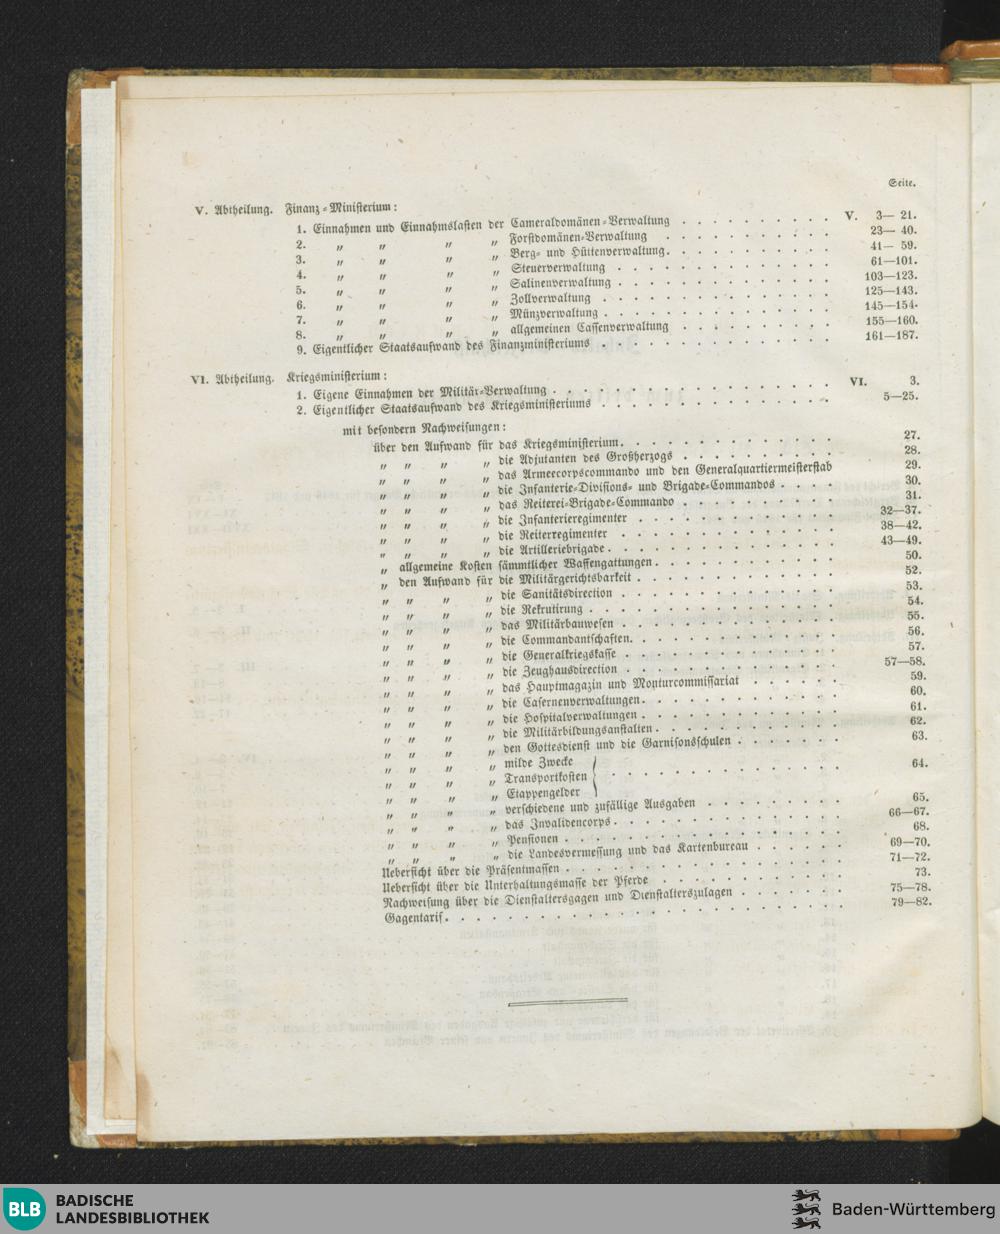 Seite.
V. Abtheilung. Finanz-Ministerium:
1. Einnahmen und Einnahmslasten der Cameraldomänen-Verwaltung . . . . . . . . . . V. 3— 21.
2. „ „ „ „ Forstdomänen-Verwaltung . . . . . . . . . . . 23— 40.
3. „ „ „ „ Berg- und Hüttenverwaltung. . . . . . . . . . . 41— 59.
4. „ „ „ „ Steuerverwaltung . . . . . . . . . . . . . . 61—101.
5. „ „ „ „ Salinenverwaltung . . . . . . . . . . . . . . 103—123.
6. „ „ „ „ Zollverwaltung . . . . . . . . . . . . . . . 125—143.
7. „ „ „ „ Münzverwaltung . . . . . . . . . . . . . . . 145—154.
8. „ „ „ „ allgemeinen Cassenverwaltung . . . . . . . . . . 155—160.
9. Eigentlicher Staatsaufwand des Finanzministeriums . . . . . . . . . . . . . . . 161—187.
VI. Abtheilung. Kriegsministerium:
1. Eigene Einnahmen der Militär-Verwaltung . . . . . . . . . . . . . . . . . . VI. 3.
2. Eigentlicher Staatsaufwand des Kriegsministeriums . . . . . . . . . . . . . . . 5—25.
mit besondern Nachweisungen:
über den Aufwand für das Kriegsministerium. . . . . . . . . . . . . . 27.
„ „ „ „ die Adjutanten des Großherzogs . . . . . . . . . . 28.
„ „ „ „ das Armeecorpscommando und den Generalquartiermeisterstab 29.
„ „ „ „ die Infanterie-Divisions- und Brigade-Commandos . . . . 30.
„ „ „ „ das Reiterei-Brigade-Commando . . . . . . . . . . 31.
„ „ „ „ die Infanterieregimenter . . . . . . . . . . . . . 32—37.
„ „ „ „ die Reiterregimenter . . . . . . . . . . . . . . 38—42.
„ „ „ „ die Artilleriebrigade . . . . . . . . . . . . . . 43—49.
„ allgemeine Kosten sämmtlicher Waffengattungen . . . . . . . . . . . . 50.
„ den Aufwand für die Militärgerichtsbarkeit . . . . . . . . . . . . . 52.
„ „ „ „ die Sanitätsdirection . . . . . . . . . . . . . . 53.
„ „ „ „ die Rekrutirung . . . . . . . . . . . . . . . . 54.
„ „ „ „ das Militärbauwesen . . . . . . . . . . . . . . 55.
„ „ „ „ die Commandantschaften. . . . . . . . . . . . . . 56.
„ „ „ „ die Generalkriegskasse . . . . . . . . . . . . . . 57.
„ „ „ „ die Zeughausdirection . . . . . . . . . . . . . . 57—58.
„ „ „ „ das Hauptmagazin und Monturcommissariat . . . . . . 59.
„ „ „ „ die Casernenverwaltungen . . . . . . . . . . . . . 60.
„ „ „ „ die Hospitalverwaltungen . . . . . . . . . . . . . 61.
„ „ „ „ die Militärbildungsanstalten . . . . . . . . . . . . 62.
„ „ „ „ den Gottesdienst und die Garnisonsschulen . . . . . . . 63.
„ „ „ „ milde Zwecke
„ „ „ „ Transportkosten . . . . . . . . . . . . . . 64.
„ „ „ „ Etappengelder
„ „ „ „ verschiedene und zufällige Ausgaben . . . . . . . . . 65.
„ „ „ „ das Invalidencorps . . . . . . . . . . . . . . . 66—67.
„ „ „ „ Pensionen . . . . . . . . . . . . . . . . . . 68.
„ „ „ „ die Landesvermessung und das Kartenbureau . . . . . . 69—70.
Uebersicht über die Präsentmassen . . . . . . . . . . . . . . . . . 71—72.
Uebersicht über die Unterhaltungsmasse der Pferde . . . . . . . . . . . . 73.
Nachweisung über die Dienstaltersgagen und Dienstalterszulagen . . . . . . . . 75—78.
Gagentarif . . . . . . . . . . . . . . . . . . . . . . . . . 79—82.
BLB BADISCHE
LANDESBIBLIOTHEK
Baden-Württemberg